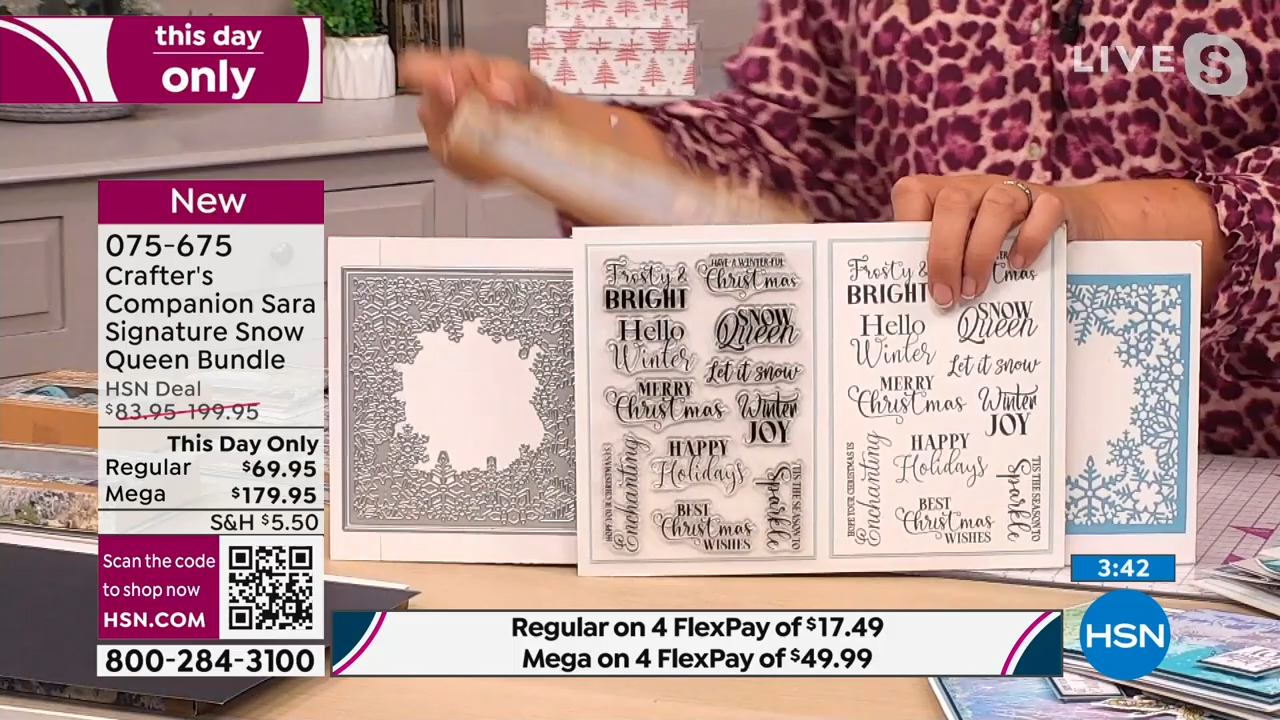 this day
only
LIVE S
New
075-675
Crafter's
Companion Sara
Signature Snow
Queen Bundle
HSN Deal
$83.95-199.95
This Day Only
Regular $69.95
Mega $179.95
S&H $5.50
Scan the code
to shop now
HSN.COM
800-284-3100
Frosty &
BRIGHT
HAVE A WINTER-FUL
Christmas
Hello
Winter
SNOW
Queen
Let it snow
MERRY
Christmas
Winter
JOY
HAPPY
Holidays
HOPE YOUR CHRISTMAS IS
Enchanting
BEST
Christmas
WISHES
'TIS THE SEASON TO
Sparkle
Frosty &
BRIGHT
Hello
Winter
SNOW
Queen
Let it snow
MERRY
Christmas
Winter
JOY
HAPPY
Holidays
HOPE YOUR CHRISTMAS IS
Enchanting
BEST
Christmas
WISHES
'TIS THE SEASON TO
Sparkle
3:42
HSN
Regular on 4 FlexPay of $17.49
Mega on 4 FlexPay of $49.99